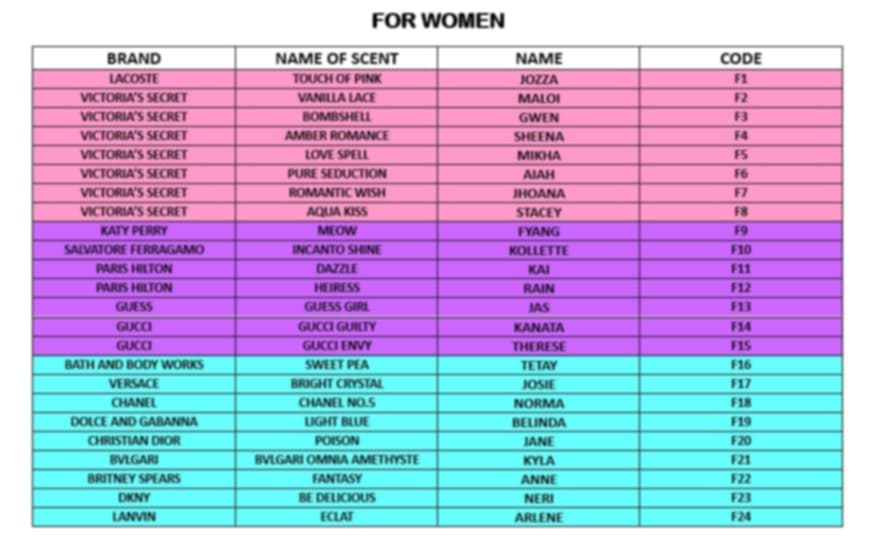 FOR WOMEN
BRAND NAME OF SCENT NAME CODE
LACOSTE TOUCH OF PINK JOZZA F1
VICTORIA'S SECRET VANILLA LACE MALOI F2
VICTORIA'S SECRET BOMBSHELL GWEN F3
VICTORIA'S SECRET AMBER ROMANCE SHEENA F4
VICTORIA'S SECRET LOVE SPELL MIKHA F5
VICTORIA'S SECRET PURE SEDUCTION AIAH F6
VICTORIA'S SECRET ROMANTIC WISH JHOANA F7
VICTORIA'S SECRET AQUA KISS STACEY F8
KATY PERRY MEOW FYANG F9
SALVATORE FERRAGAMO INCANTO SHINE KOLLETTE F10
PARIS HILTON DAZZLE KAI F11
PARIS HILTON HEIRESS RAIN F12
GUESS GUESS GIRL JAS F13
GUCCI GUCCI GUILTY KANATA F14
GUCCI GUCCI ENVY THERESE F15
BATH AND BODY WORKS SWEET PEA TETAY F16
VERSACE BRIGHT CRYSTAL JOSIE F17
CHANEL CHANEL NO.5 NORMA F18
DOLCE AND GABANNA LIGHT BLUE BELINDA F19
CHRISTIAN DIOR POISON JANE F20
BVLGARI BVLGARI OMNIA AMETHYSTE KYLA F21
BRITNEY SPEARS FANTASY ANNE F22
DKNY BE DELICIOUS NERI F23
LANVIN ECLAT ARLENE F24